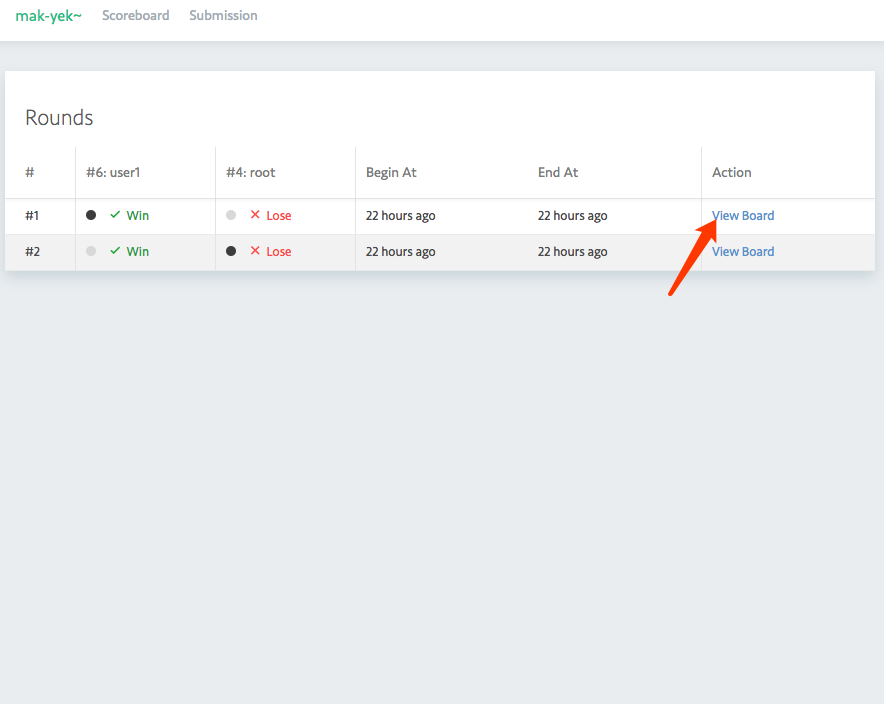 mak-yek~ Scoreboard Submission
Rounds
# #6: user1 #4: root Begin At End At Action
#1 Win Lose 22 hours ago 22 hours ago View Board
#2 Win Lose 22 hours ago 22 hours ago View Board